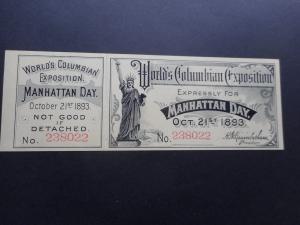 World's Columbian
Exposition.
Manhattan Day.
October 21st 1893.
NOT GOOD
IF
DETACHED.
No. 238022
World's Columbian Exposition
EXPRESSLY FOR
MANHATTAN DAY.
Oct. 21st 1893.
No. 238022